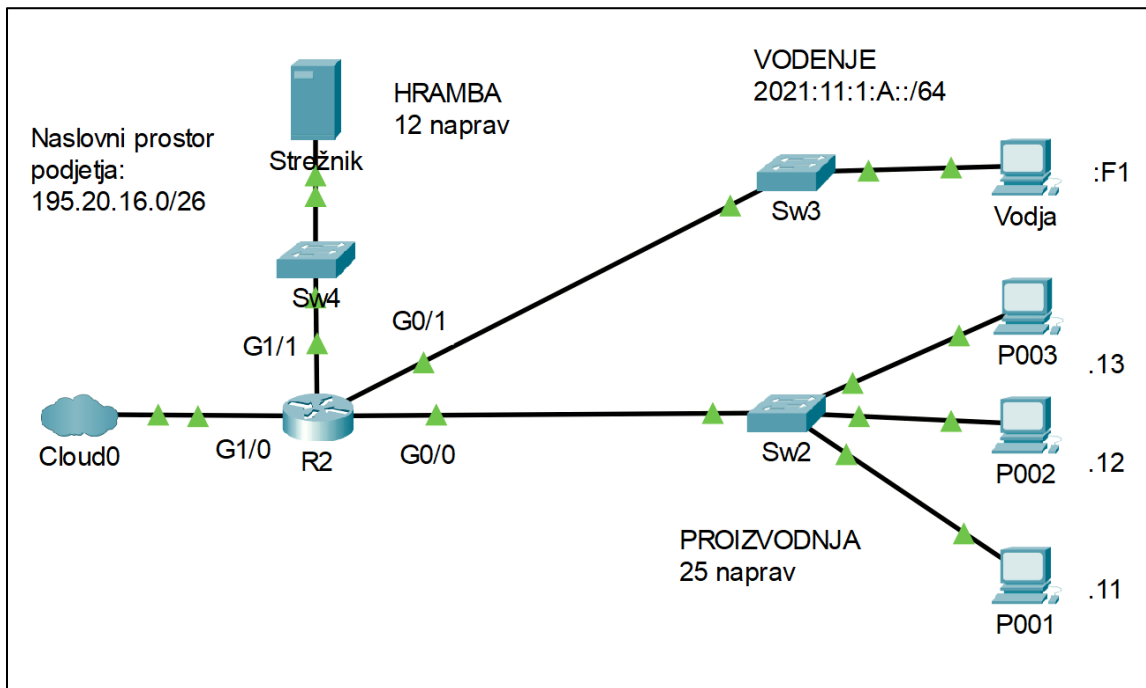 VODENJE
2021:11:1:A::/64
HRAMBA
12 naprav
Naslovni prostor
podjetja:
195.20.16.0/26
Strežnik
Sw3
:F1
Vodja
Sw4
G0/1
G1/1
P003
.13
Cloud0
G1/0
R2
G0/0
Sw2
P002
.12
PROIZVODNJA
25 naprav
.11
P001